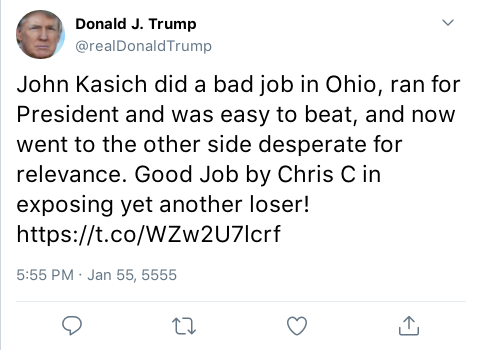 Donald J. Trump
@realDonaldTrump
John Kasich did a bad job in Ohio, ran for
President and was easy to beat, and now
went to the other side desperate for
relevance. Good Job by Chris C in
exposing yet another loser!
https://t.co/WZw2U7lcrf
5:55 PM · Jan 55, 5555